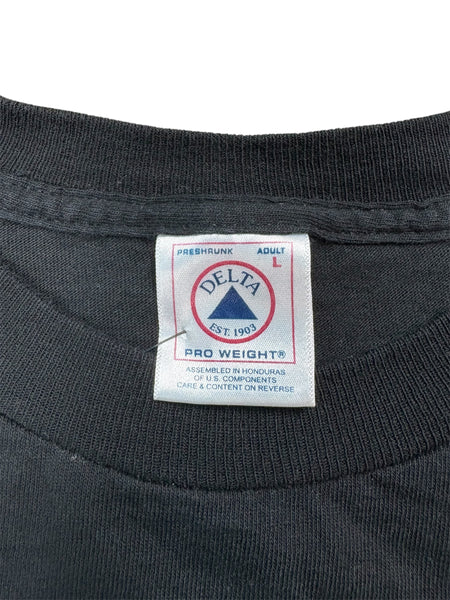 PRESHRUNK ADULT
L
DELTA
EST. 1903
PRO WEIGHT®
ASSEMBLED IN HONDURAS
OF U.S. COMPONENTS
CARE & CONTENT ON REVERSE